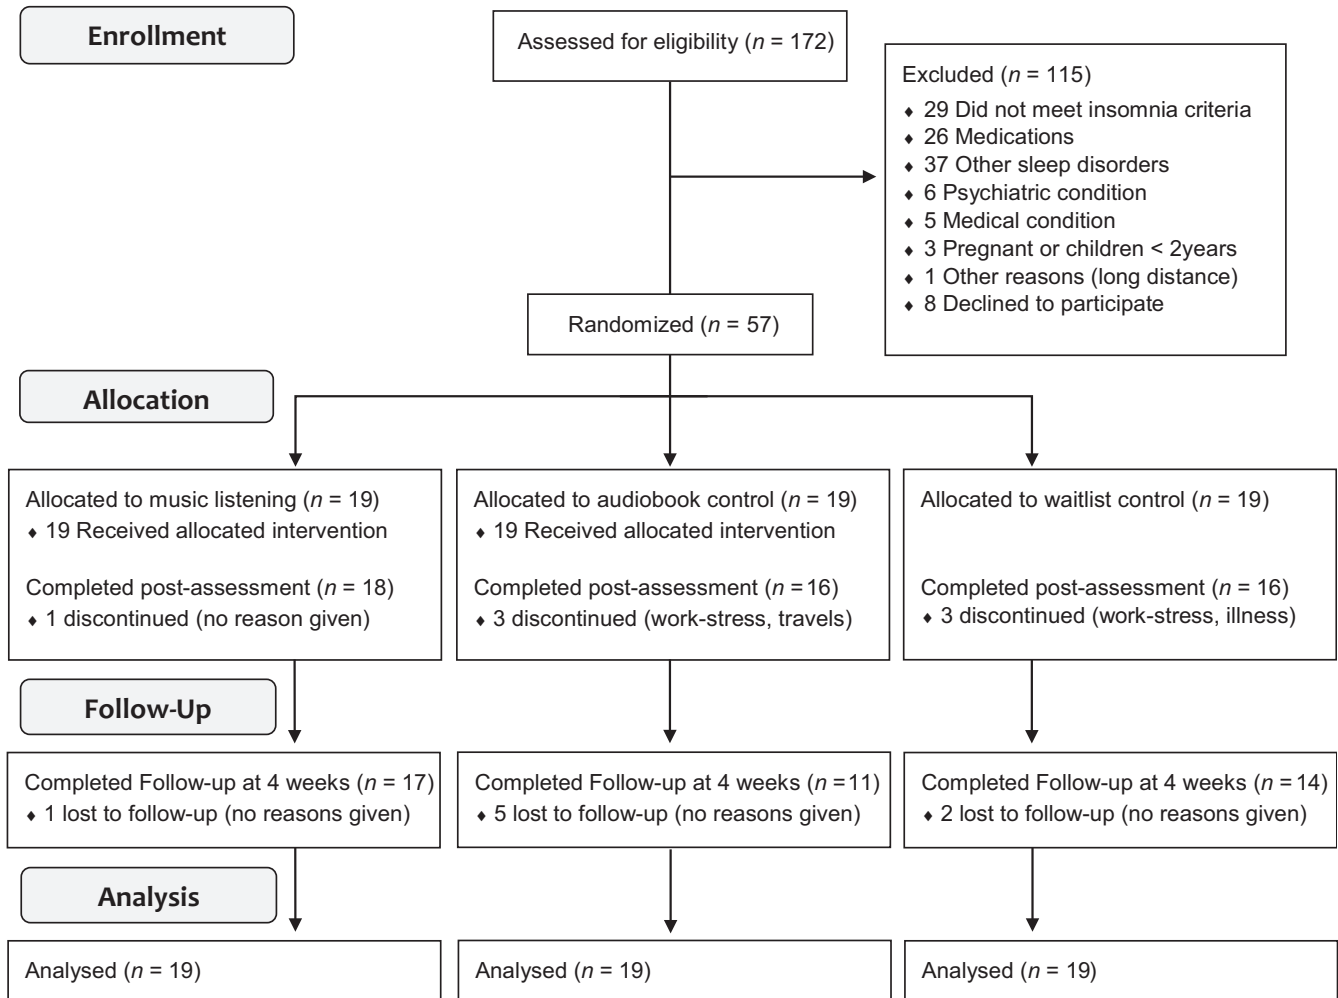 Enrollment
Assessed for eligibility (n = 172)
Excluded (n = 115)
♦ 29 Did not meet insomnia criteria
♦ 26 Medications
♦ 37 Other sleep disorders
♦ 6 Psychiatric condition
♦ 5 Medical condition
♦ 3 Pregnant or children < 2years
♦ 1 Other reasons (long distance)
♦ 8 Declined to participate
Randomized (n = 57)
Allocation
Allocated to music listening (n = 19)
♦ 19 Received allocated intervention
Completed post-assessment (n = 18)
♦ 1 discontinued (no reason given)
Allocated to audiobook control (n = 19)
♦ 19 Received allocated intervention
Completed post-assessment (n = 16)
♦ 3 discontinued (work-stress, travels)
Allocated to waitlist control (n = 19)
Completed post-assessment (n = 16)
♦ 3 discontinued (work-stress, illness)
Follow-Up
Completed Follow-up at 4 weeks (n = 17)
♦ 1 lost to follow-up (no reasons given)
Completed Follow-up at 4 weeks (n = 11)
♦ 5 lost to follow-up (no reasons given)
Completed Follow-up at 4 weeks (n = 14)
♦ 2 lost to follow-up (no reasons given)
Analysis
Analysed (n = 19)
Analysed (n = 19)
Analysed (n = 19)